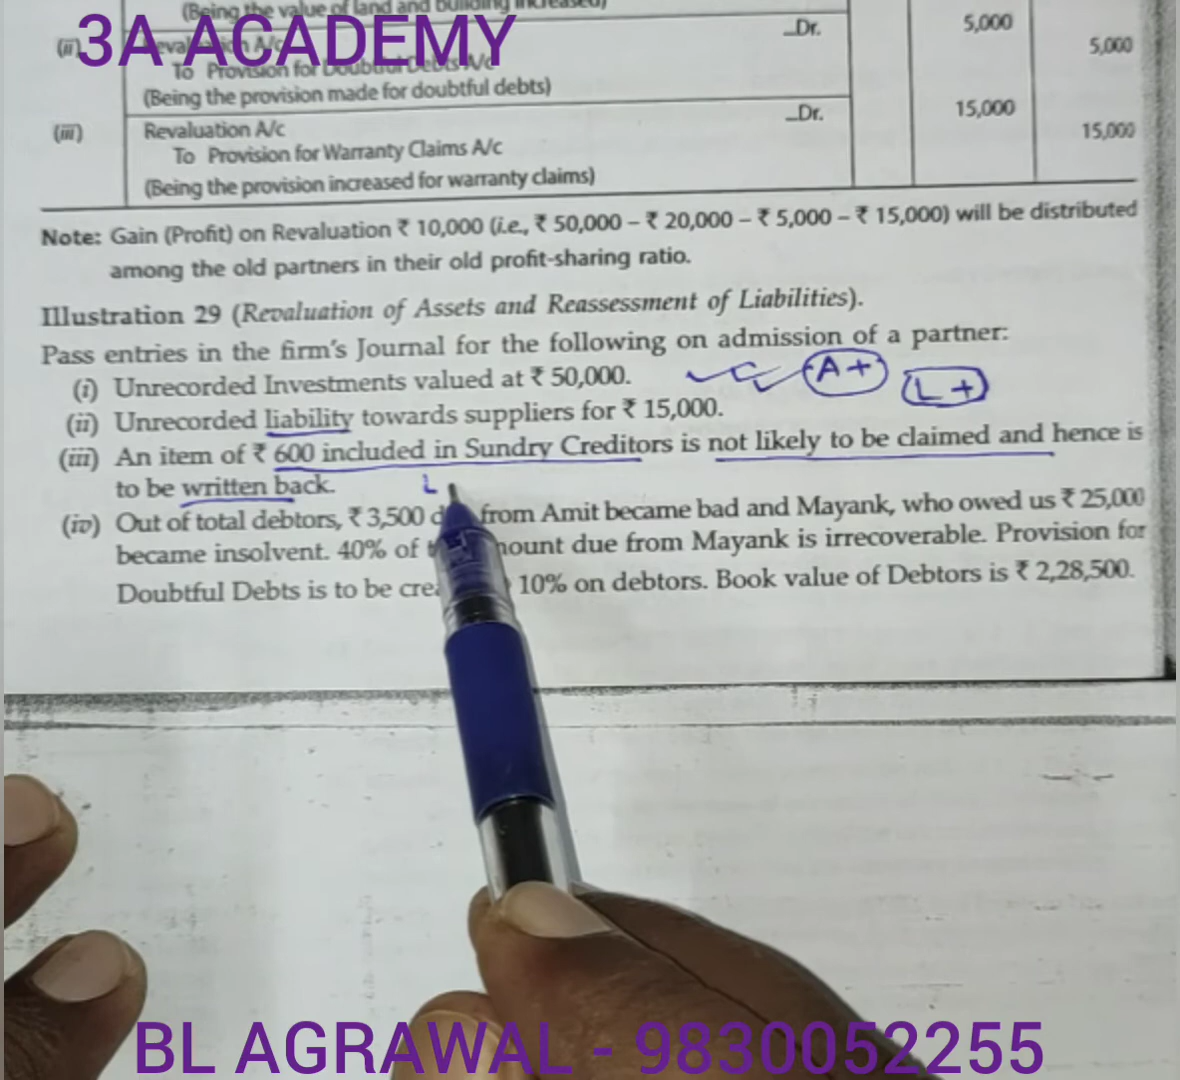 (Being the value of land and building increased)
3A ACADEMY
(ii) A/c ...Dr. 5,000
To Provision for Doubtful Debts A/c 5,000
(Being the provision made for doubtful debts)
(iii) Revaluation A/c ...Dr. 15,000
To Provision for Warranty Claims A/c 15,000
(Being the provision increased for warranty claims)
Note: Gain (Profit) on Revaluation ₹ 10,000 (i.e., ₹ 50,000 – ₹ 20,000 – ₹ 5,000 – ₹ 15,000) will be distributed
among the old partners in their old profit-sharing ratio.
Illustration 29 (Revaluation of Assets and Reassessment of Liabilities).
Pass entries in the firm's Journal for the following on admission of a partner:
(i) Unrecorded Investments valued at ₹ 50,000. A+ L+
(ii) Unrecorded liability towards suppliers for ₹ 15,000.
(iii) An item of ₹ 600 included in Sundry Creditors is not likely to be claimed and hence is
to be written back. L
(iv) Out of total debtors, ₹ 3,500 from Amit became bad and Mayank, who owed us ₹ 25,000
became insolvent. 40% of amount due from Mayank is irrecoverable. Provision for
Doubtful Debts is to be 10% on debtors. Book value of Debtors is ₹ 2,28,500.
BL AGRAWAL - 9830052255